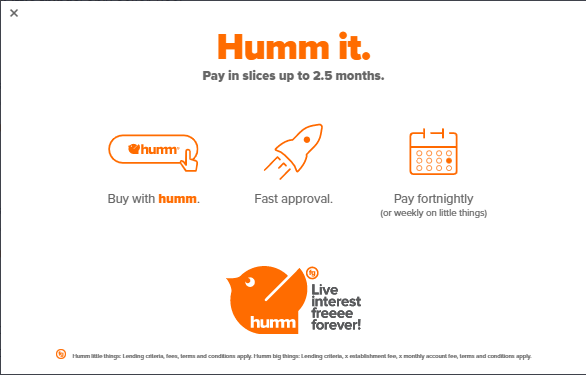 Humm it.
Pay in slices up to 2.5 months.
humm
Buy with humm.
Fast approval.
Pay fortnightly
(or weekly on little things)
humm
Live
interest
freeee
forever!
Humm little things: Lending criteria, fees, terms and conditions apply. Humm big things: Lending criteria, x establishment fee, x monthly account fee, terms and conditions apply.